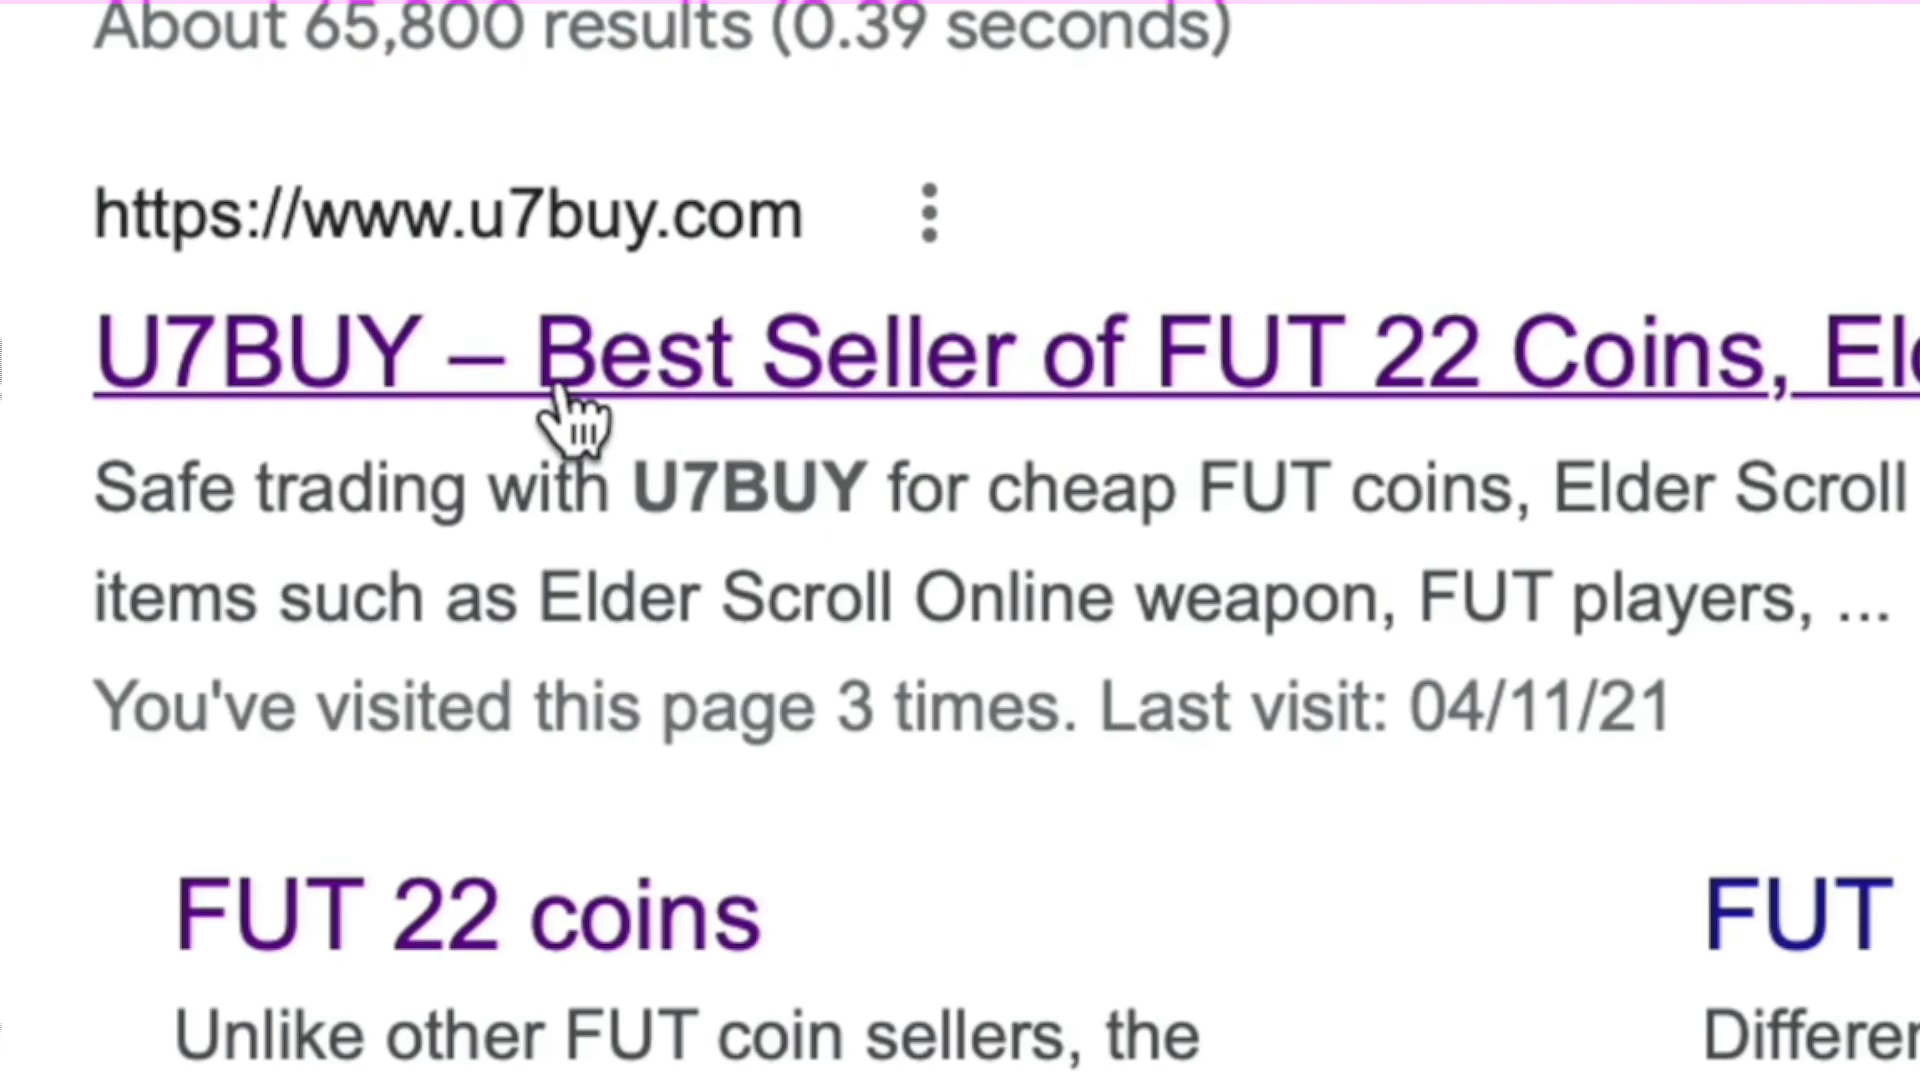 About 65,800 results (0.39 seconds)
https://www.u7buy.com
U7BUY – Best Seller of FUT 22 Coins,
Safe trading with U7BUY for cheap FUT coins, Elder Scroll
items such as Elder Scroll Online weapon, FUT players, ...
You've visited this page 3 times. Last visit: 04/11/21
FUT 22 coins
FUT
Unlike other FUT coin sellers, the